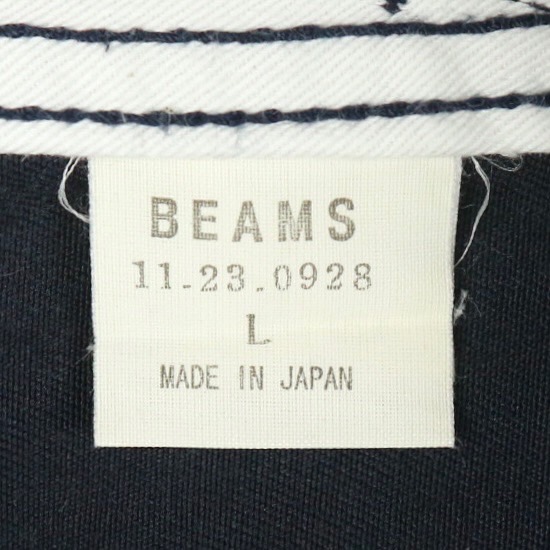 BEAMS
11-23-0928
L
MADE IN JAPAN